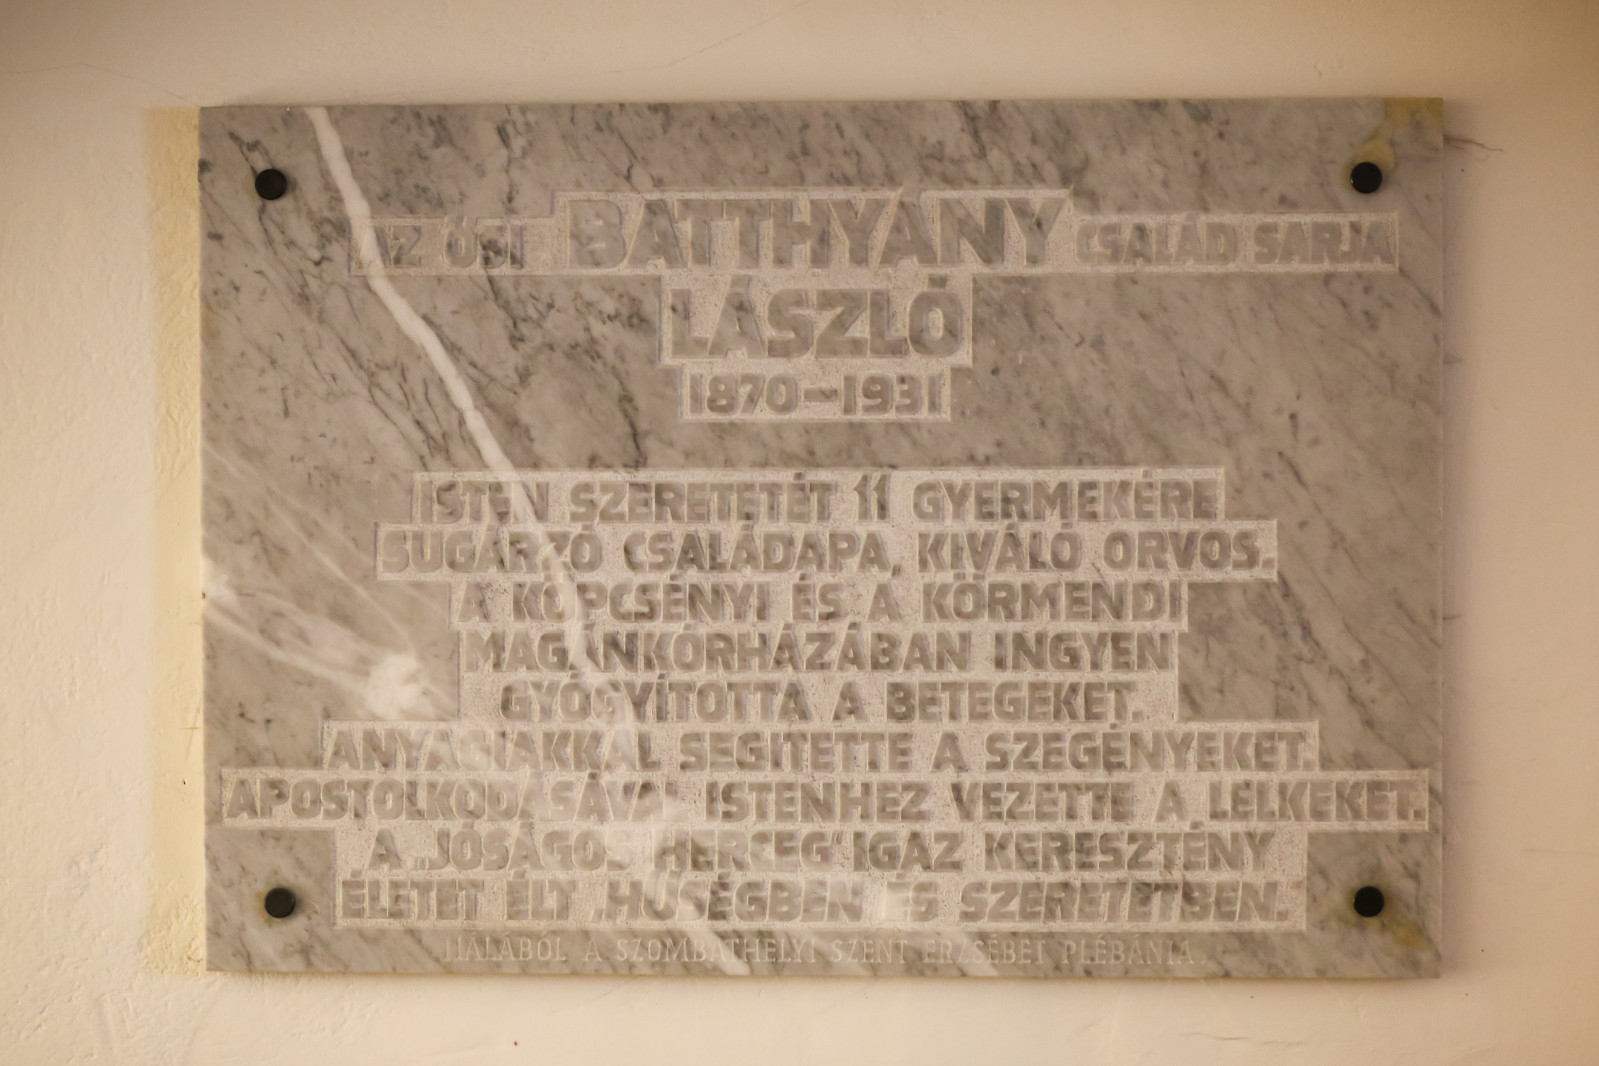 AZ ŐSI BATTHYÁNY CSALÁD SARJA
LÁSZLÓ
1870–1931
ISTEN SZERETETÉT 11 GYERMEKÉRE
SUGÁRZÓ CSALÁDAPA, KIVÁLÓ ORVOS.
A KÖPCSÉNYI ÉS A KÖRMENDI
MAGÁNKÓRHÁZÁBAN INGYEN
GYÓGYÍTOTTA A BETEGEKET.
ANYAGIAKKAL SEGITETTE A SZEGÉNYEKET.
APOSTOLKODÁSÁVAL ISTENHEZ VEZETTE A LELKEKET.
A „JÓSÁGOS HERCEG" IGAZ KERESZTÉNY
ÉLETET ÉLT HŰSÉGBEN ÉS SZERETETBEN.
HÁLÁBÓL A SZOMBATHELYI SZENT ERZSÉBET PLÉBÁNIA.